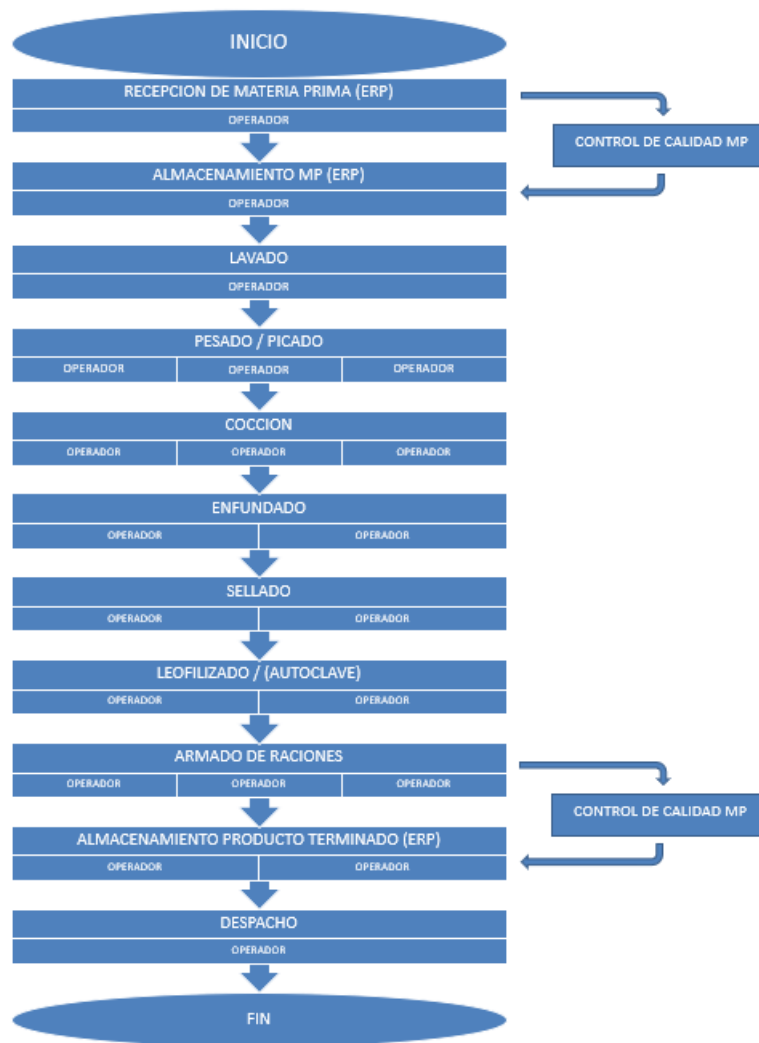 INICIO
RECEPCION DE MATERIA PRIMA (ERP)
OPERADOR
CONTROL DE CALIDAD MP
ALMACENAMIENTO MP (ERP)
OPERADOR
LAVADO
OPERADOR
PESADO / PICADO
OPERADOR OPERADOR OPERADOR
COCCION
OPERADOR OPERADOR OPERADOR
ENFUNDADO
OPERADOR OPERADOR
SELLADO
OPERADOR OPERADOR
LEOFILIZADO / (AUTOCLAVE)
OPERADOR OPERADOR
ARMADO DE RACIONES
OPERADOR OPERADOR OPERADOR
CONTROL DE CALIDAD MP
ALMACENAMIENTO PRODUCTO TERMINADO (ERP)
OPERADOR OPERADOR
DESPACHO
OPERADOR
FIN